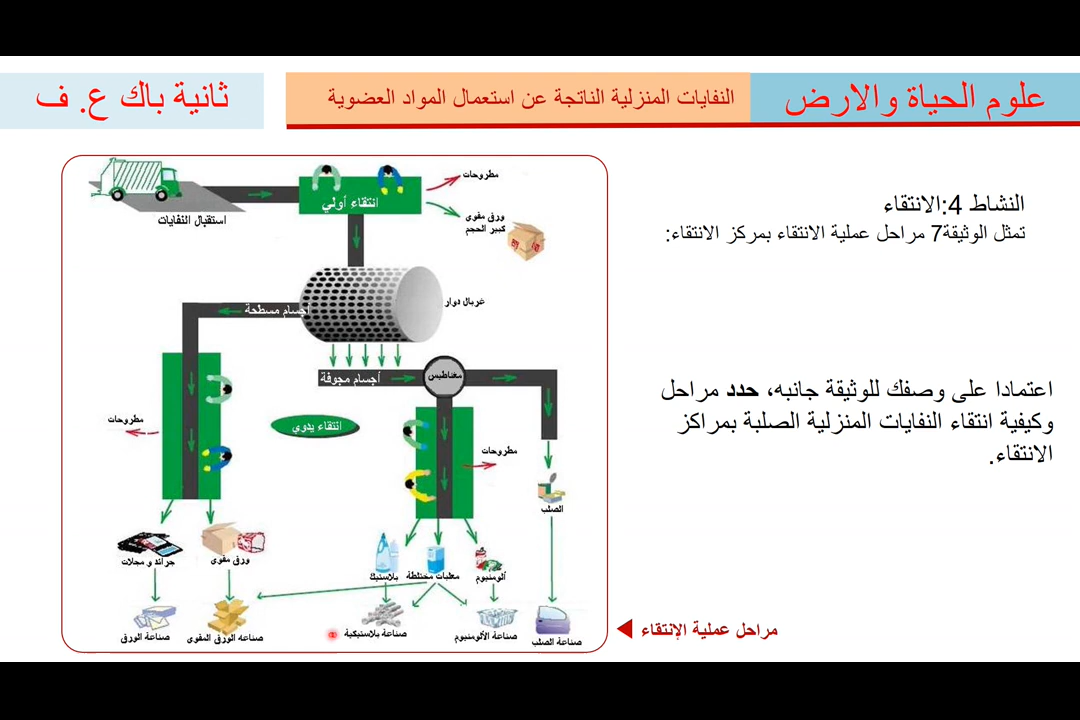 علوم الحياة والارض
النفايات المنزلية الناتجة عن استعمال المواد العضوية
ثانية باك ع. ف
النشاط 4:الانتقاء
تمثل الوثيقة7 مراحل عملية الانتقاء بمركز الانتقاء:
اعتمادا على وصفك للوثيقة جانبه، حدد مراحل
وكيفية انتقاء النفايات المنزلية الصلبة بمراكز
الانتقاء.
استقبال النفايات
انتقاء أولي
مطروحات
ورق مقوى
كبير الحجم
غربال دوار
أجسام مسطحة
أجسام مجوفة
مغناطيس
انتقاء يدوي
مطروحات
مطروحات
الصلب
جرائد و مجلات
ورق مقوى
بلاستيك
معلبات مختلطة
ألومنيوم
صناعة الورق
صناعه الورق المقوى
صناعة بلاستيكية
صناعة الألومنيوم
صناعة الصلب
مراحل عملية الإنتقاء